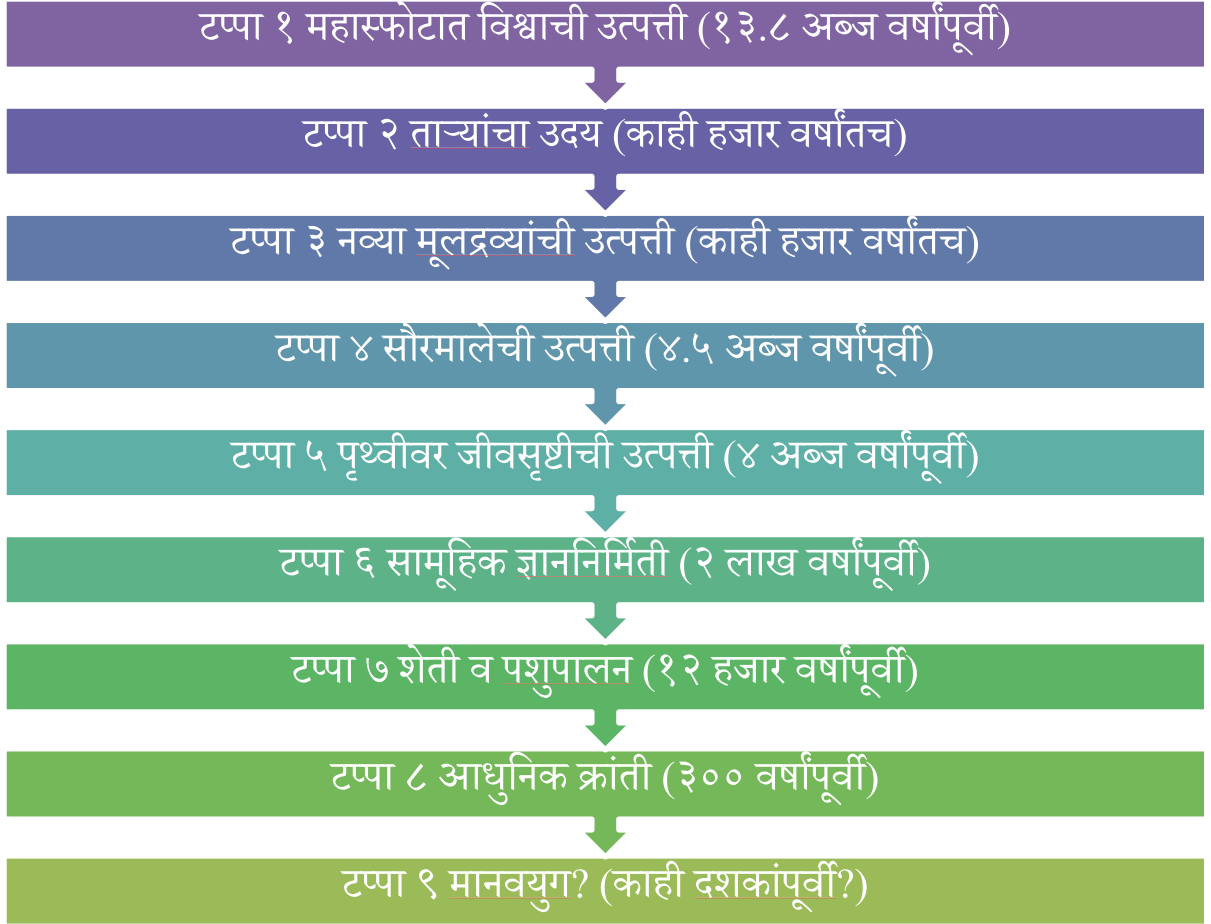 टप्पा १ महास्फोटात विश्वाची उत्पत्ती (१३.८ अब्ज वर्षांपूर्वी)
टप्पा २ ताऱ्यांचा उदय (काही हजार वर्षांतच)
टप्पा ३ नव्या मूलद्रव्यांची उत्पत्ती (काही हजार वर्षांतच)
टप्पा ४ सौरमालेची उत्पत्ती (४.५ अब्ज वर्षांपूर्वी)
टप्पा ५ पृथ्वीवर जीवसृष्टीची उत्पत्ती (४ अब्ज वर्षांपूर्वी)
टप्पा ६ सामूहिक ज्ञाननिर्मिती (२ लाख वर्षांपूर्वी)
टप्पा ७ शेती व पशुपालन (१२ हजार वर्षांपूर्वी)
टप्पा ८ आधुनिक क्रांती (३०० वर्षांपूर्वी)
टप्पा ९ मानवयुग? (काही दशकांपूर्वी?)